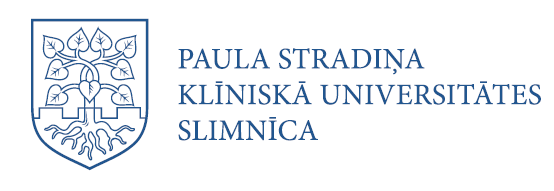 PAULA STRADIŅA
KLĪNISKĀ UNIVERSITĀTES
SLIMNĪCA